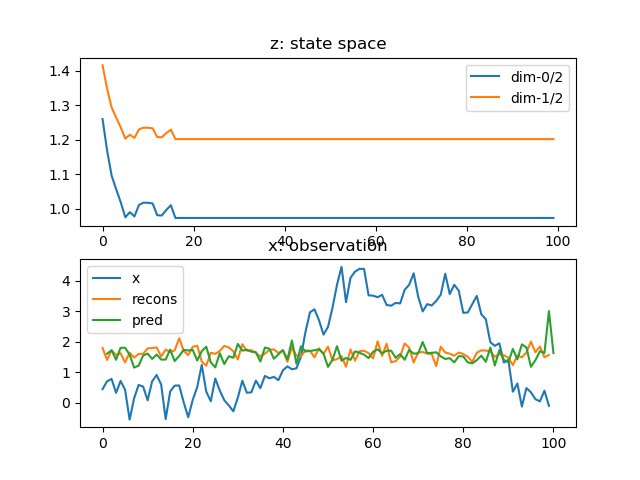 z: state space
1.4
1.3
1.2
1.1
1.0
dim-0/2
dim-1/2
0 20 40 60 80 100
x: observation
4
3
2
1
0
x
recons
pred
0 20 40 60 80 100